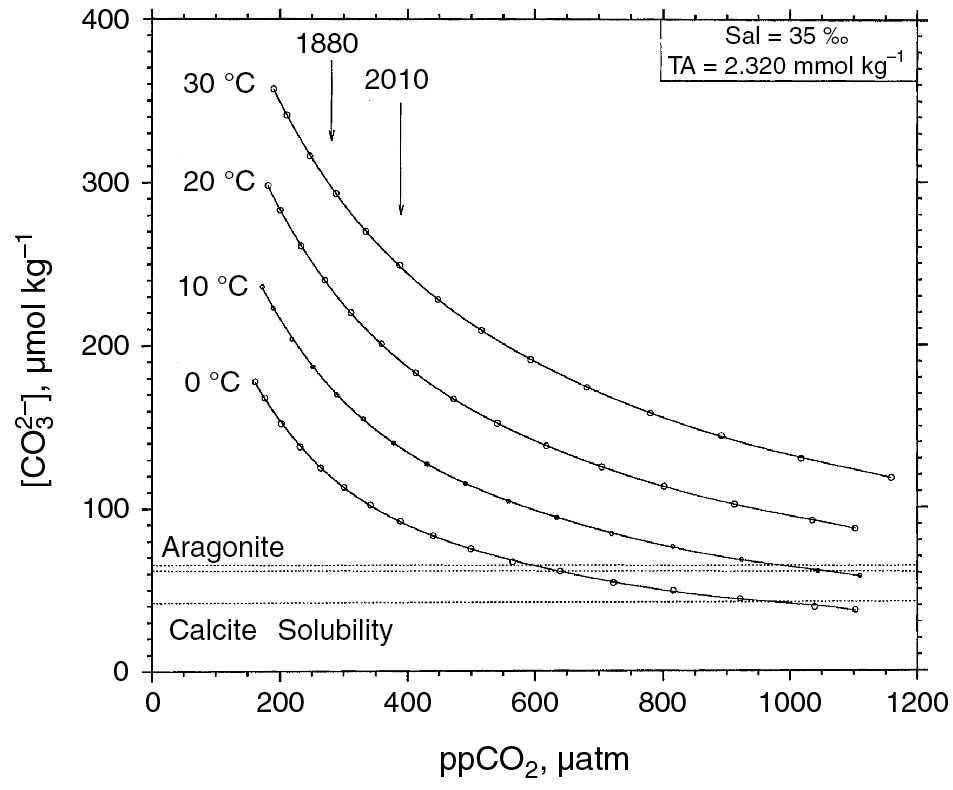 400
300
200
100
0
[CO₃²⁻], µmol kg⁻¹
1880
2010
Sal = 35 ‰
TA = 2.320 mmol kg⁻¹
30 °C
20 °C
10 °C
0 °C
Aragonite
Calcite Solubility
0 200 400 600 800 1000 1200
ppCO₂, µatm